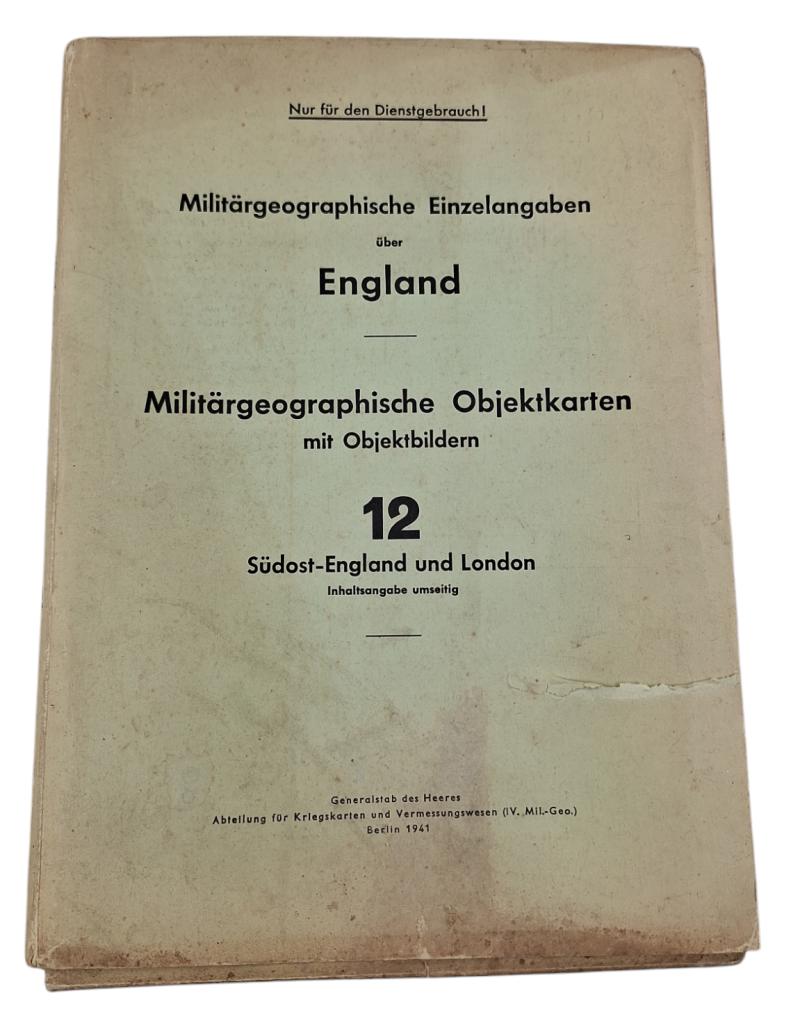 Nur für den Dienstgebrauch!
Militärgeographische Einzelangaben
über
England
Militärgeographische Objektkarten
mit Objektbildern
12
Südost-England und London
Inhaltsangabe umseitig
Generalstab des Heeres
Abteilung für Kriegskarten und Vermessungswesen (IV. Mil.-Geo.)
Berlin 1941